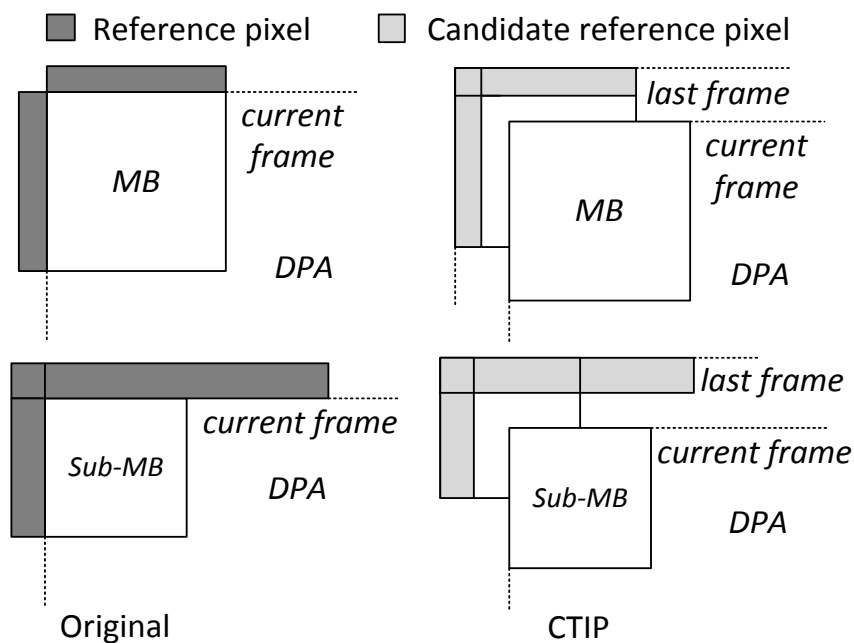 Reference pixel
Candidate reference pixel
current
frame
MB
DPA
last frame
current
frame
MB
DPA
current frame
Sub-MB
DPA
last frame
current frame
Sub-MB
DPA
Original
CTIP